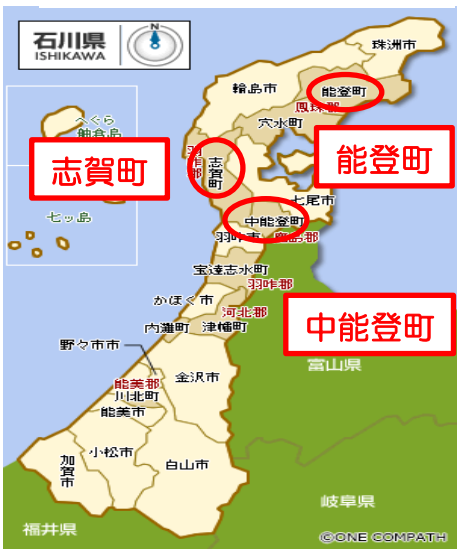 石川県
ISHIKAWA
N
珠洲市
輪島市
能登町
鳳珠郡
穴水町
へぐら
舳倉島
七ッ島
志賀町
羽咋郡
志賀町
能登町
七尾市
中能登町
羽咋市
鹿島郡
宝達志水町
羽咋郡
かほく市
河北郡
内灘町
津幡町
中能登町
野々市市
富山県
能美郡
川北町
金沢市
能美市
小松市
加賀市
白山市
岐阜県
福井県
©ONE COMPATH